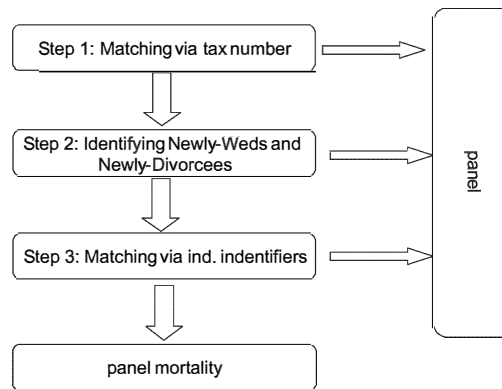 Step 1: Matching via tax number
Step 2: Identifying Newly-Weds and
Newly-Divorcees
Step 3: Matching via ind. indentifiers
panel mortality
panel